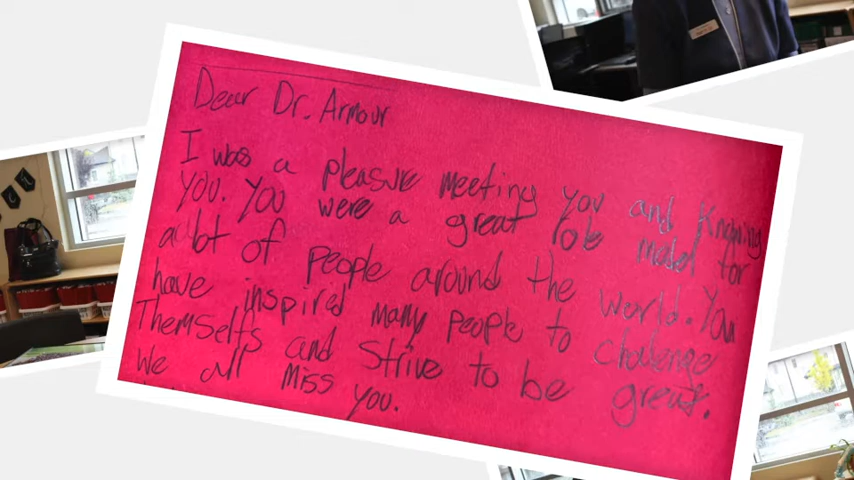 Dear Dr. Armour
I was a pleasure meeting you and Knowing
you. You were a great role model for
alot of people around the world. You
have inspired many people to challenge
Themselfs and Strive to be great.
We all Miss you.